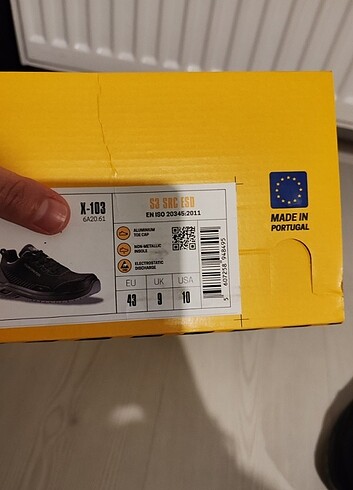 X-103
6A20.61
S3 SRC ESD
EN ISO 20345:2011
ALUMINIUM
TOE CAP
NON-METALLIC
INSOLE
ELECTROSTATIC
DISCHARGE
EU UK USA
43 9 10
MADE IN
PORTUGAL